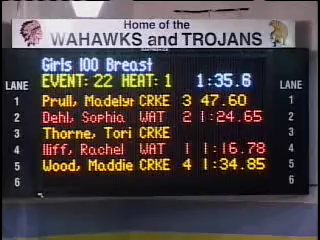 Home of the
WAHAWKS and TROJANS
Girls 100 Breast
EVENT: 22 HEAT: 1 1:35.6
LANE LANE
1 Prull, Madelyn CRKE 3 47.60 1
2 Dehl, Sophia WAT 2 1:24.65 2
3 Thorne, Tori CRKE 3
4 Iliff, Rachel WAT 1 1:16.78 4
5 Wood, Maddie CRKE 4 1:34.85 5
6 6